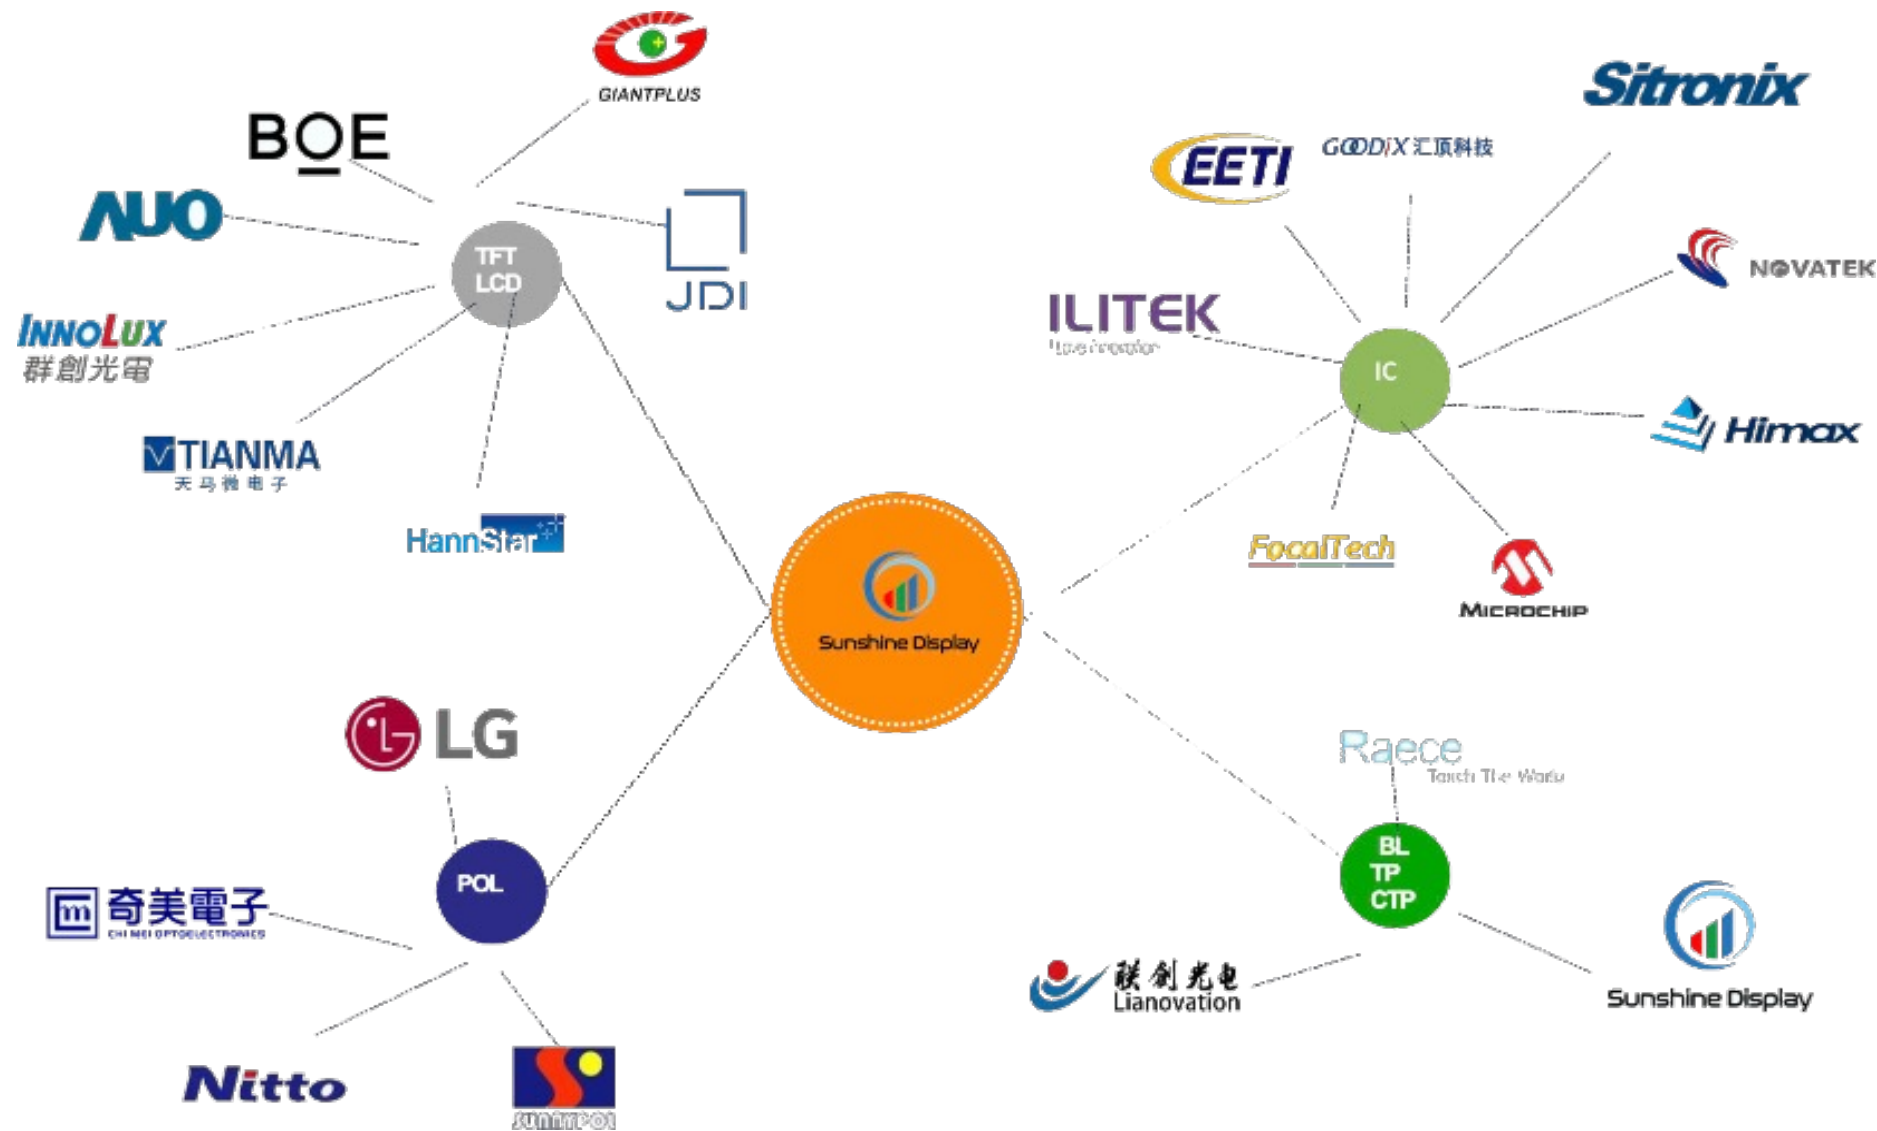 GIANTPLUS
BOE
AUO
JDI
TFT
LCD
INNOLUX
群創光電
TIANMA
天马微电子
HannStar
Sitronix
EETI
GOODiX 汇顶科技
NOVATEK
ILITEK
IC
Himax
FocalTech
MICROCHIP
Sunshine Display
LG
LG
POL
m
奇美電子
CHI MEI OPTOELECTRONICS
Nitto
SUNNYPOL
Raece
Touch The World
BL
TP
CTP
联创光电
Lianovation
Sunshine Display